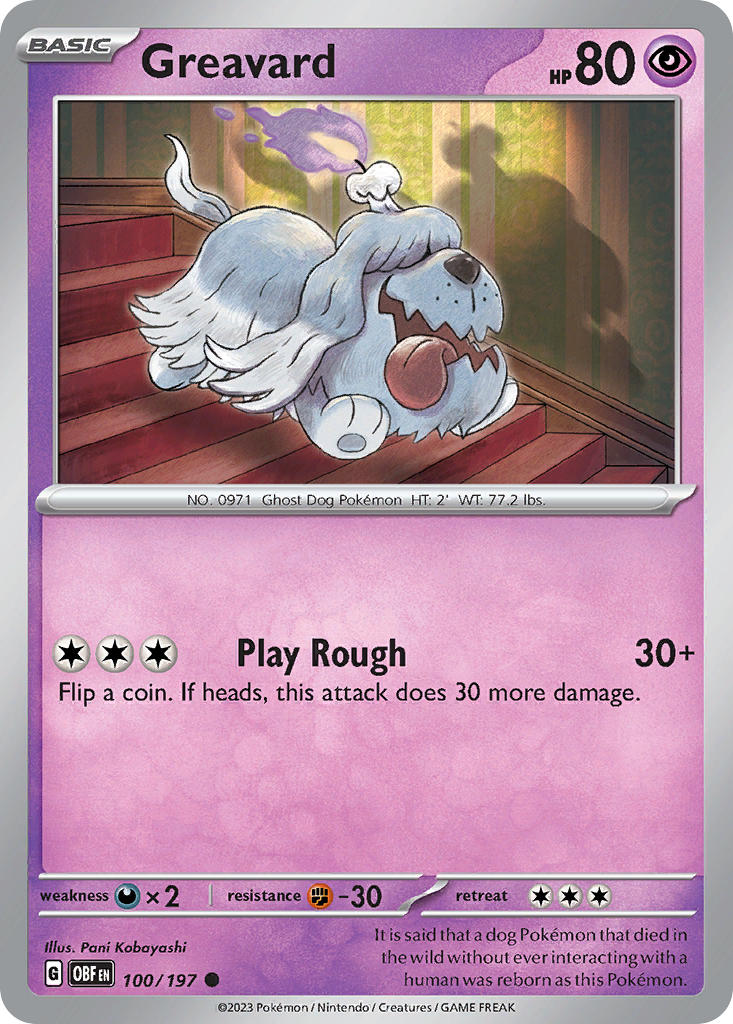 BASIC Greavard HP 80
NO. 0971 Ghost Dog Pokémon HT: 2' WT: 77.2 lbs.
Play Rough 30+
Flip a coin. If heads, this attack does 30 more damage.
weakness ×2 resistance -30 retreat
Illus. Pani Kobayashi
It is said that a dog Pokémon that died in
the wild without ever interacting with a
human was reborn as this Pokémon.
G OBF EN 100/197
©2023 Pokémon / Nintendo / Creatures / GAME FREAK